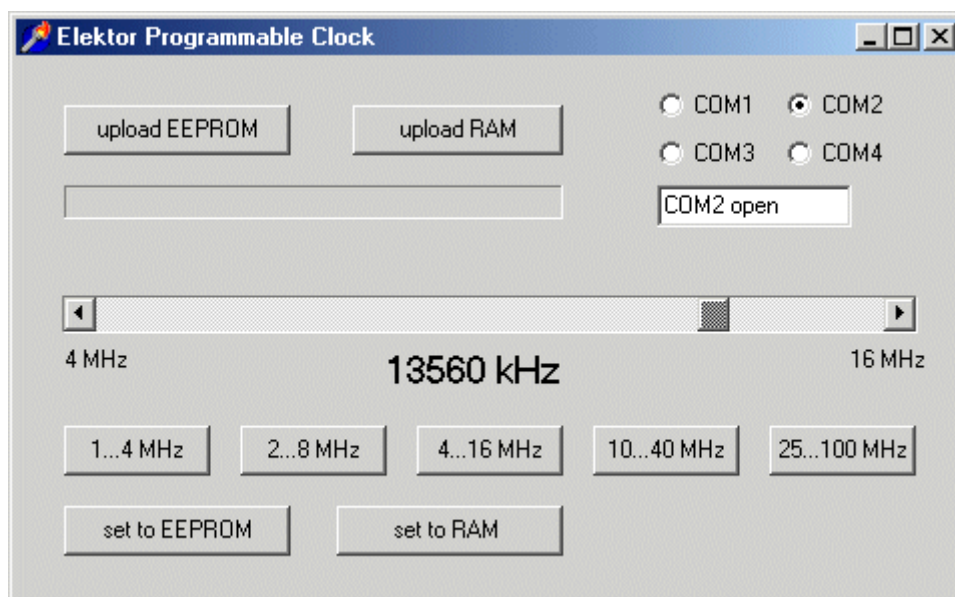 Elektor Programmable Clock
upload EEPROM
upload RAM
COM1
COM2
COM3
COM4
COM2 open
4 MHz
13560 kHz
16 MHz
1...4 MHz
2...8 MHz
4...16 MHz
10...40 MHz
25...100 MHz
set to EEPROM
set to RAM